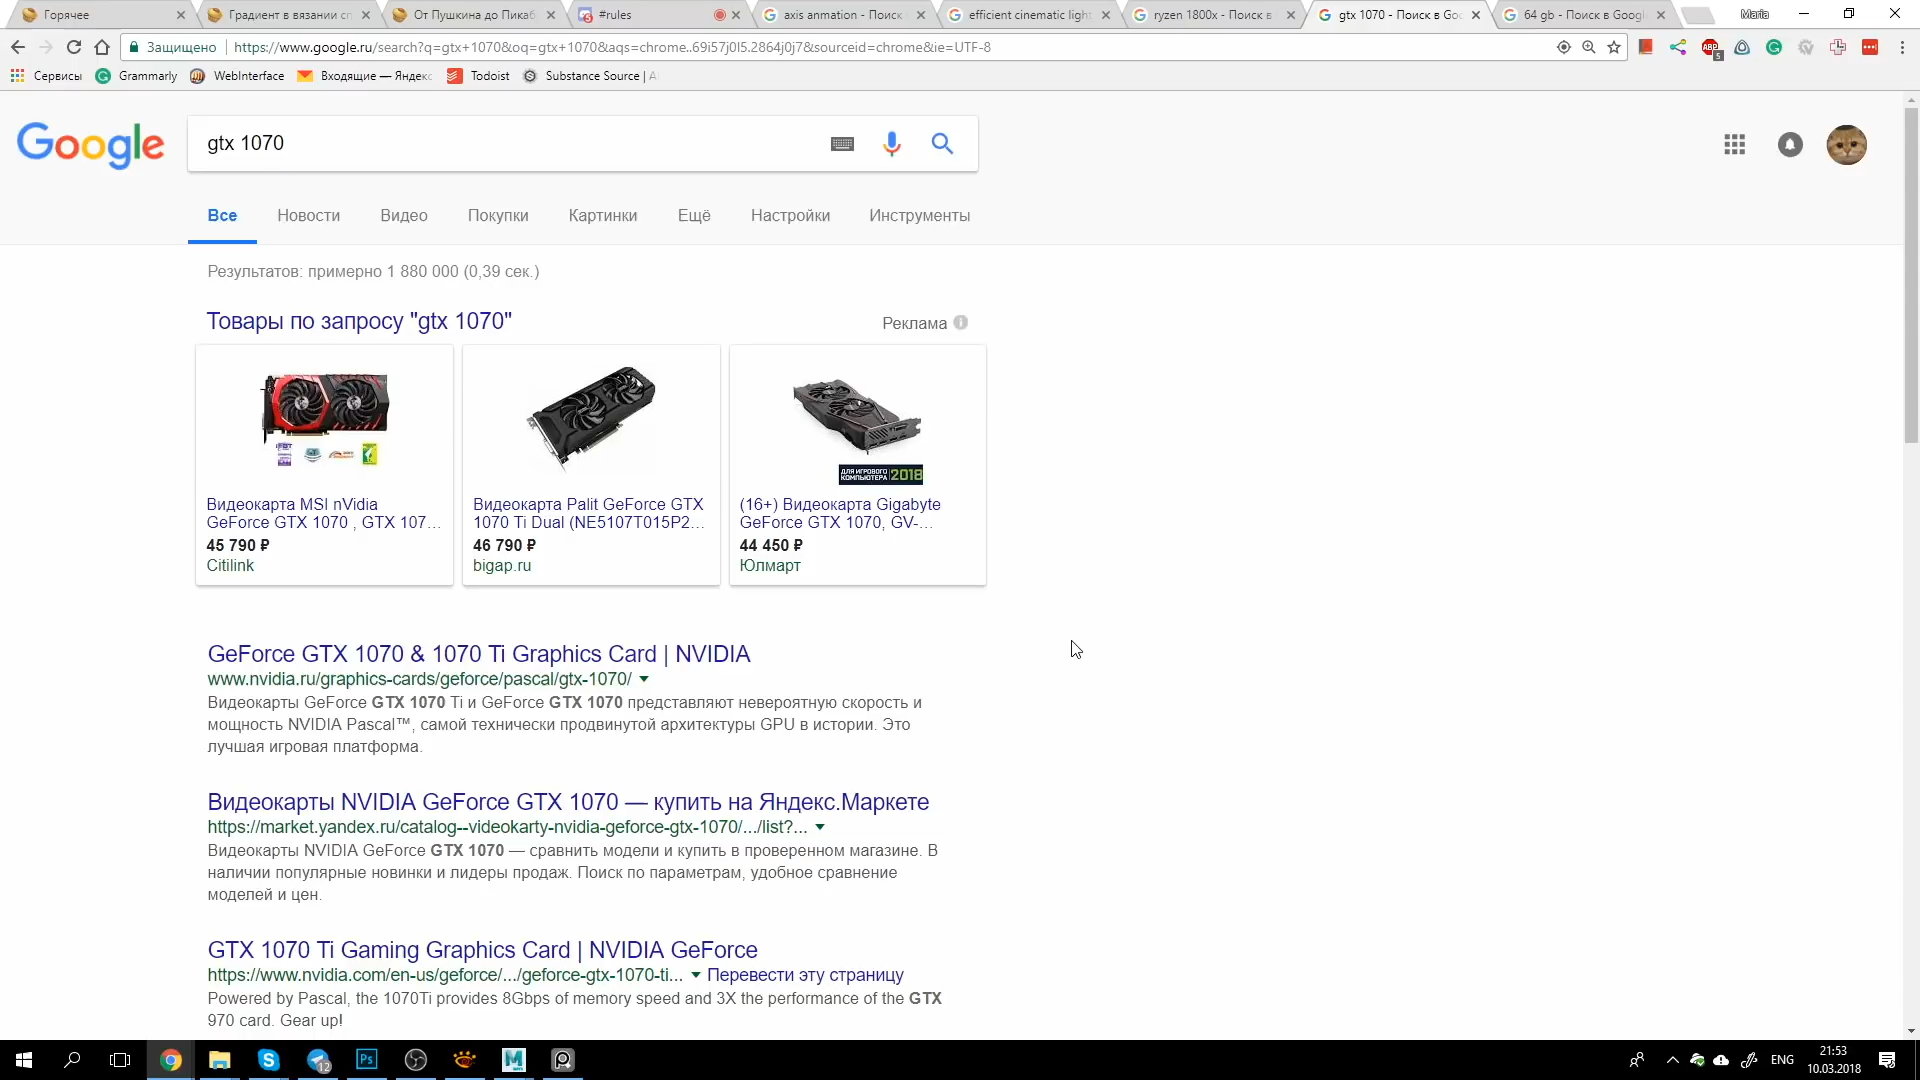 Горячее
Градиент в вязании сп
От Пушкина до Пикаб
#rules
axis anmation - Поиск
efficient cinematic light
ryzen 1800x - Поиск в
gtx 1070 - Поиск в Goo
64 gb - Поиск в Googl
Maria
Защищено
https://www.google.ru/search?q=gtx+1070&oq=gtx+1070&aqs=chrome..69i57j0l5.2864j0j7&sourceid=chrome&ie=UTF-8
ABP
5
Сервисы
Grammarly
WebInterface
Входящие — Яндекс
Todoist
Substance Source | A
Google
gtx 1070
Все
Новости
Видео
Покупки
Картинки
Ещё
Настройки
Инструменты
Результатов: примерно 1 880 000 (0,39 сек.)
Товары по запросу "gtx 1070"
Реклама
ДЛЯ ИГРОВОГО
КОМПЬЮТЕРА 2018
Видеокарта MSI nVidia
GeForce GTX 1070 , GTX 107...
45 790 ₽
Citilink
Видеокарта Palit GeForce GTX
1070 Ti Dual (NE5107T015P2...
46 790 ₽
bigap.ru
(16+) Видеокарта Gigabyte
GeForce GTX 1070, GV-...
44 450 ₽
Юлмарт
GeForce GTX 1070 & 1070 Ti Graphics Card | NVIDIA
www.nvidia.ru/graphics-cards/geforce/pascal/gtx-1070/
Видеокарты GeForce GTX 1070 Ti и GeForce GTX 1070 представляют невероятную скорость и
мощность NVIDIA Pascal™, самой технически продвинутой архитектуры GPU в истории. Это
лучшая игровая платформа.
Видеокарты NVIDIA GeForce GTX 1070 — купить на Яндекс.Маркете
https://market.yandex.ru/catalog--videokarty-nvidia-geforce-gtx-1070/.../list?...
Видеокарты NVIDIA GeForce GTX 1070 — сравнить модели и купить в проверенном магазине. В
наличии популярные новинки и лидеры продаж. Поиск по параметрам, удобное сравнение
моделей и цен.
GTX 1070 Ti Gaming Graphics Card | NVIDIA GeForce
https://www.nvidia.com/en-us/geforce/.../geforce-gtx-1070-ti... Перевести эту страницу
Powered by Pascal, the 1070Ti provides 8Gbps of memory speed and 3X the performance of the GTX
970 card. Gear up!
12
Ps
M
ENG
21:53
10.03.2018